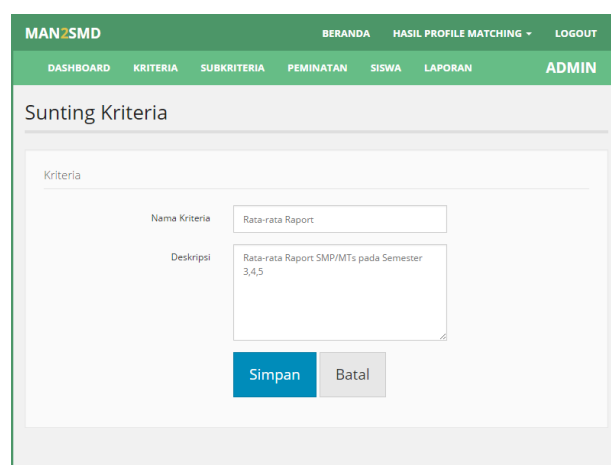 MAN2SMD BERANDA HASIL PROFILE MATCHING LOGOUT
DASHBOARD KRITERIA SUBKRITERIA PEMINATAN SISWA LAPORAN ADMIN
Sunting Kriteria
Kriteria
Nama Kriteria Rata-rata Raport
Deskripsi Rata-rata Raport SMP/MTs pada Semester
3,4,5
Simpan Batal